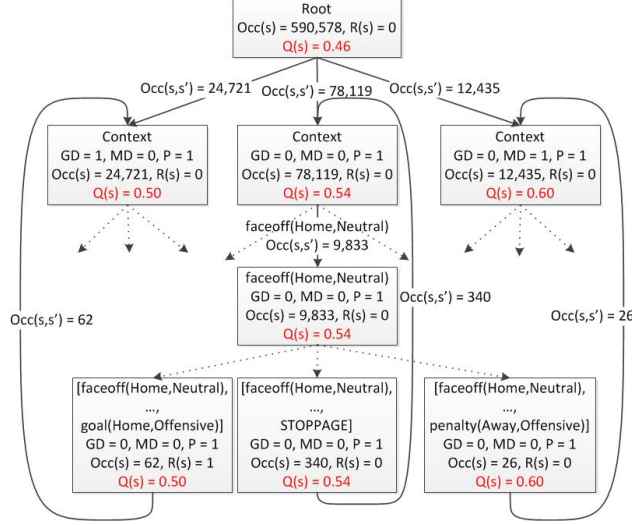 Root
Occ(s) = 590,578, R(s) = 0
Q(s) = 0.46
Occ(s,s') = 24,721
Occ(s,s') = 78,119
Occ(s,s') = 12,435
Context
GD = 1, MD = 0, P = 1
Occ(s) = 24,721, R(s) = 0
Q(s) = 0.50
Context
GD = 0, MD = 0, P = 1
Occ(s) = 78,119, R(s) = 0
Q(s) = 0.54
Context
GD = 0, MD = 1, P = 1
Occ(s) = 12,435, R(s) = 0
Q(s) = 0.60
faceoff(Home,Neutral)
Occ(s,s') = 9,833
faceoff(Home,Neutral)
GD = 0, MD = 0, P = 1
Occ(s) = 9,833, R(s) = 0
Q(s) = 0.54
Occ(s,s') = 62
Occ(s,s') = 340
Occ(s,s') = 26
[faceoff(Home,Neutral),
...,
goal(Home,Offensive)]
GD = 0, MD = 0, P = 1
Occ(s) = 62, R(s) = 1
Q(s) = 0.50
[faceoff(Home,Neutral),
...,
STOPPAGE]
GD = 0, MD = 0, P = 1
Occ(s) = 340, R(s) = 0
Q(s) = 0.54
[faceoff(Home,Neutral),
...,
penalty(Away,Offensive)]
GD = 0, MD = 0, P = 1
Occ(s) = 26, R(s) = 0
Q(s) = 0.60